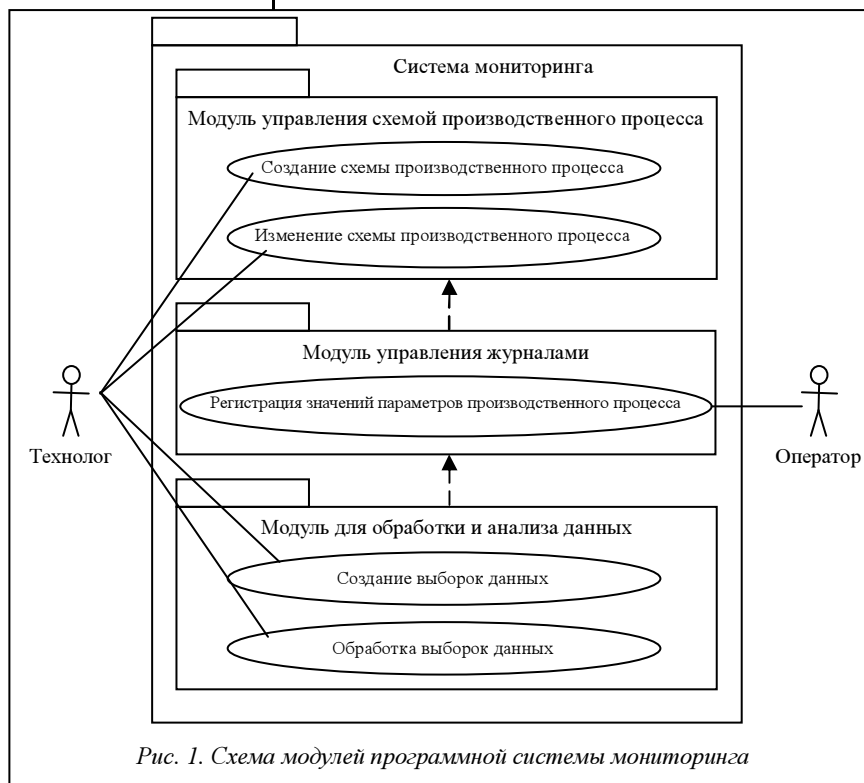 Система мониторинга
Модуль управления схемой производственного процесса
Создание схемы производственного процесса
Изменение схемы производственного процесса
Модуль управления журналами
Регистрация значений параметров производственного процесса
Технолог
Оператор
Модуль для обработки и анализа данных
Создание выборок данных
Обработка выборок данных
Рис. 1. Схема модулей программной системы мониторинга